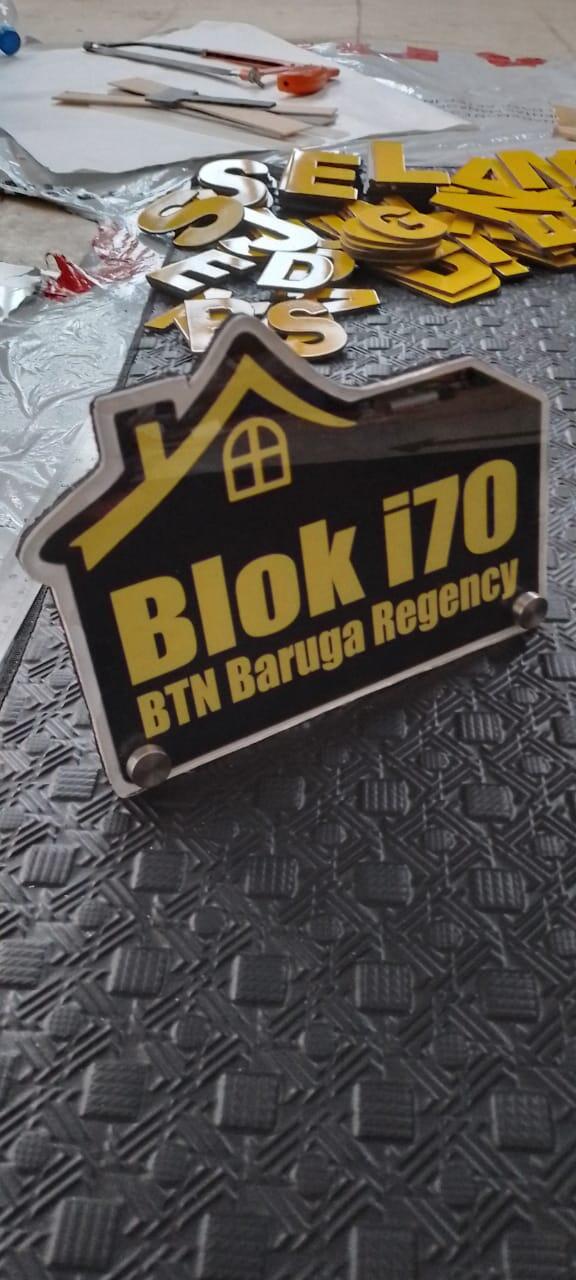 S E L
S
E D
S
Blok i70
BTN Baruga Regency